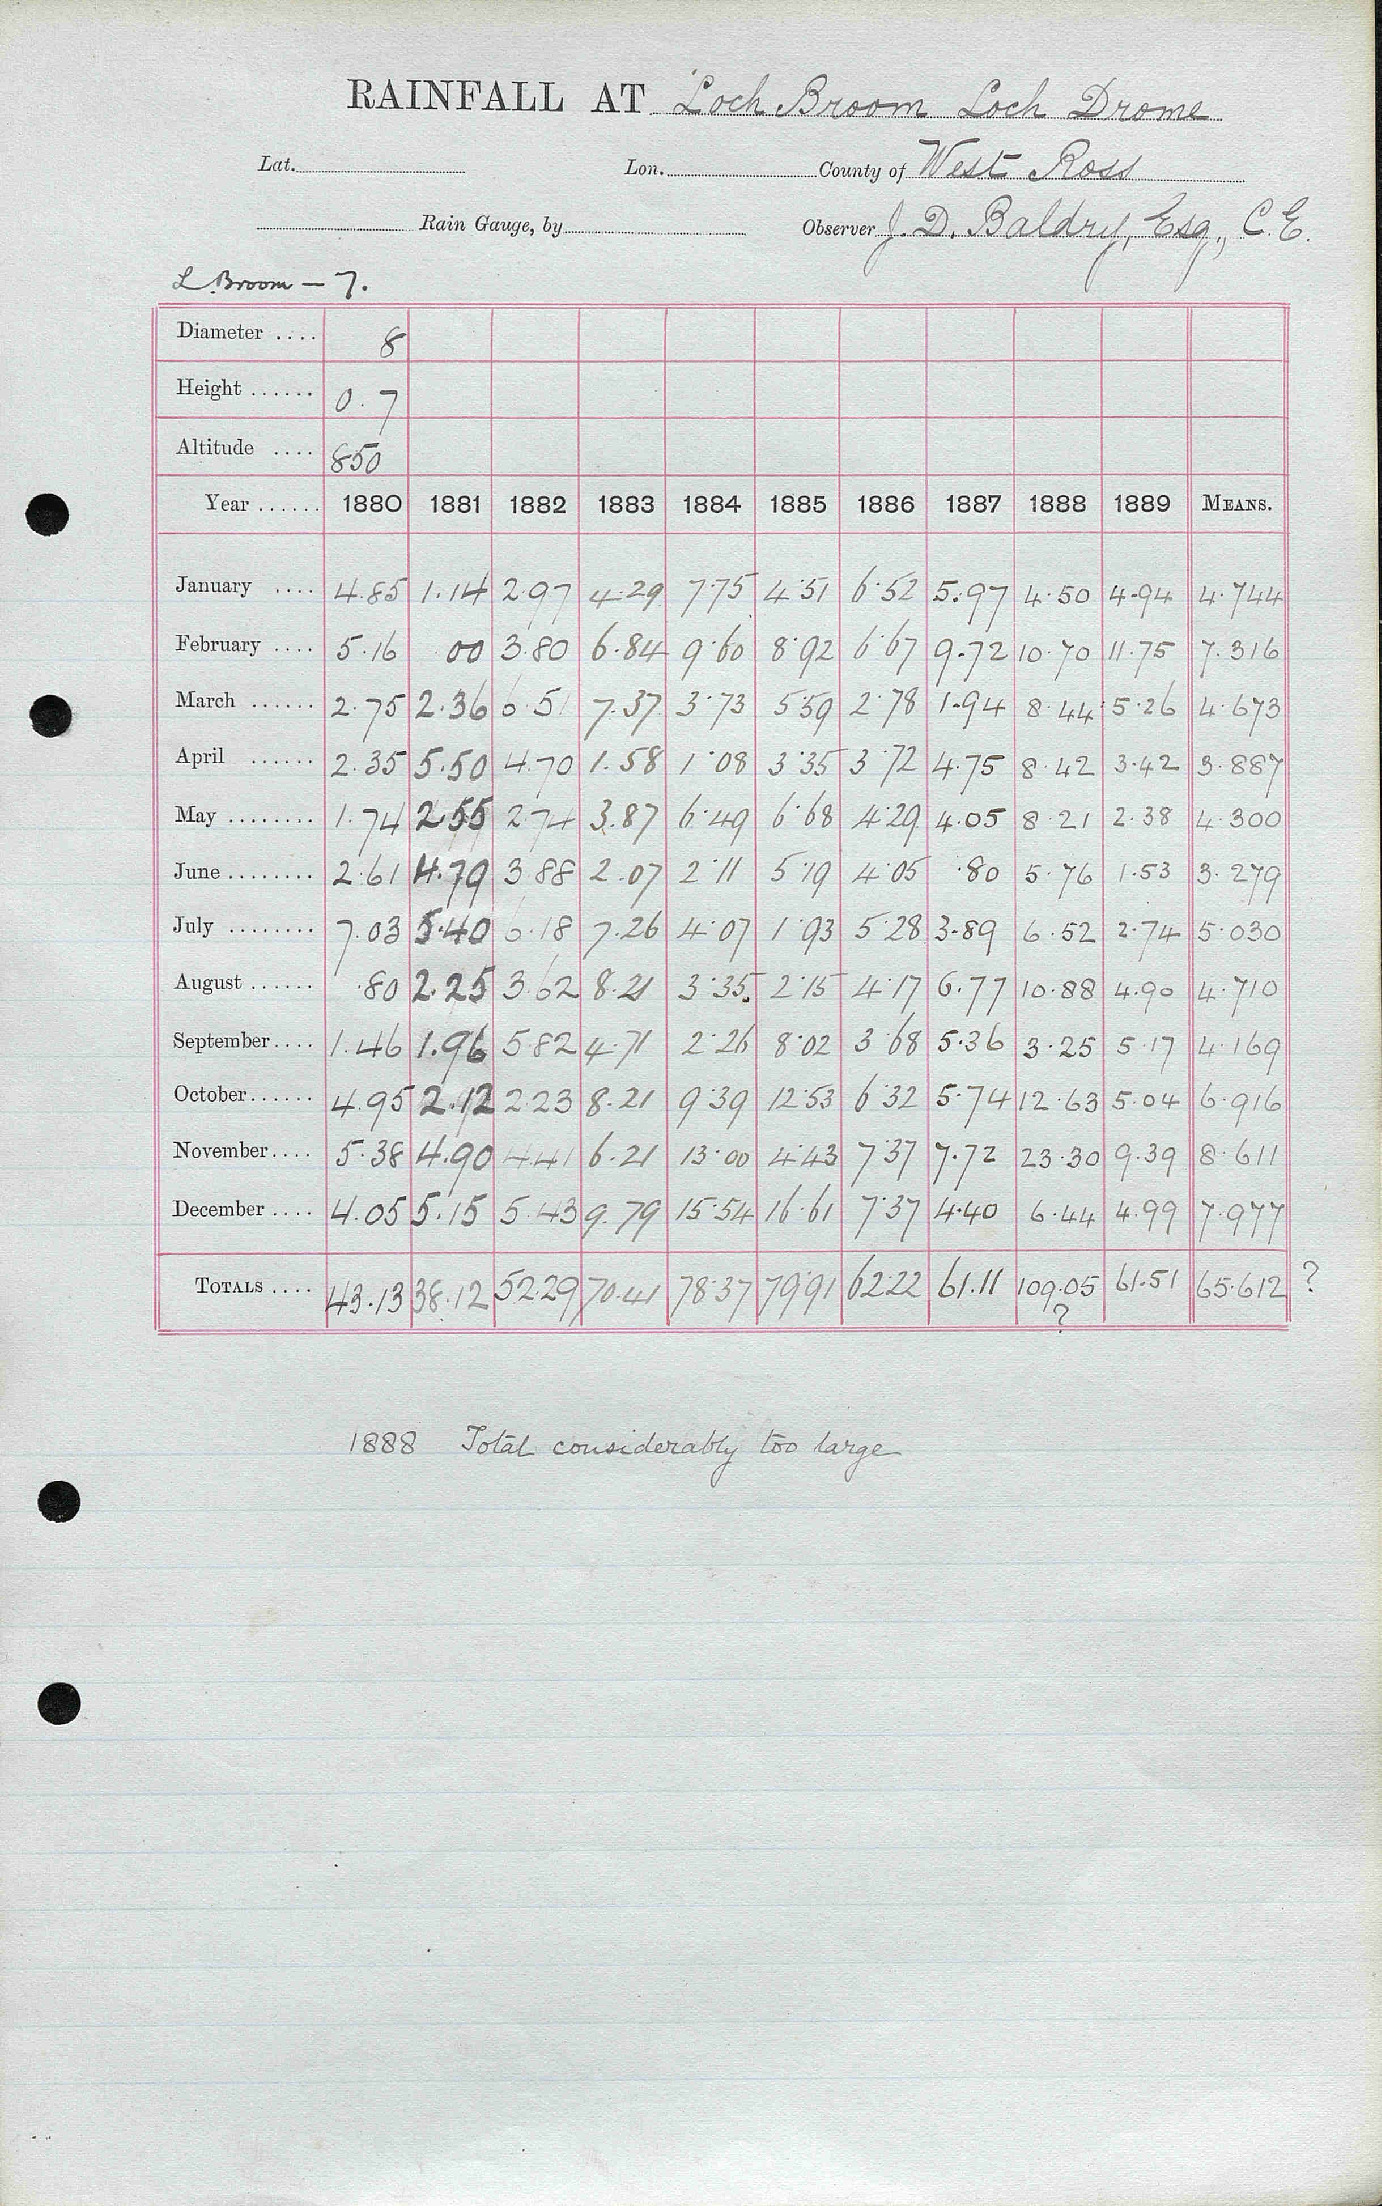 RAINFALL AT Loch Broom Loch Drome
Lat. Lon. County of West Ross
Rain Gauge, by Observer J. D. Baldry, Esq., C.E.
L. Broom — 7.
Diameter .... 8
Height ...... 0.7
Altitude .... 850
Year ...... 1880 1881 1882 1883 1884 1885 1886 1887 1888 1889 MEANS.
January .... 4.85 1.14 2.97 4.29 7.75 4.51 6.52 5.97 4.50 4.94 4.744
February .... 5.16 .00 3.80 6.84 9.60 8.92 6.67 9.72 10.70 11.75 7.316
March ...... 2.75 2.36 6.51 7.37 3.73 5.59 2.78 1.94 8.44 5.26 4.673
April ...... 2.35 5.50 4.70 1.58 1.08 3.35 3.72 4.75 8.42 3.42 3.887
May ........ 1.74 2.55 2.74 3.87 6.49 6.68 4.29 4.05 8.21 2.38 4.300
June ........ 2.61 4.79 3.88 2.07 2.11 5.19 4.05 .80 5.76 1.53 3.279
July ........ 7.03 5.40 6.18 7.26 4.07 1.93 5.28 3.89 6.52 2.74 5.030
August ...... .80 2.25 3.62 8.21 3.35 2.15 4.17 6.77 10.88 4.90 4.710
September.... 1.46 1.96 5.82 4.71 2.26 8.02 3.68 5.36 3.25 5.17 4.169
October...... 4.95 2.12 2.23 8.21 9.39 12.53 6.32 5.74 12.63 5.04 6.916
November.... 5.38 4.90 4.41 6.21 13.00 4.43 7.37 7.72 23.30 9.39 8.611
December .... 4.05 5.15 5.43 9.79 15.54 16.61 7.37 4.40 6.44 4.99 7.977
TOTALS .... 43.13 38.12 52.29 70.41 78.37 79.91 62.22 61.11 109.05 61.51 65.612 ?
?
1888 Total considerably too large